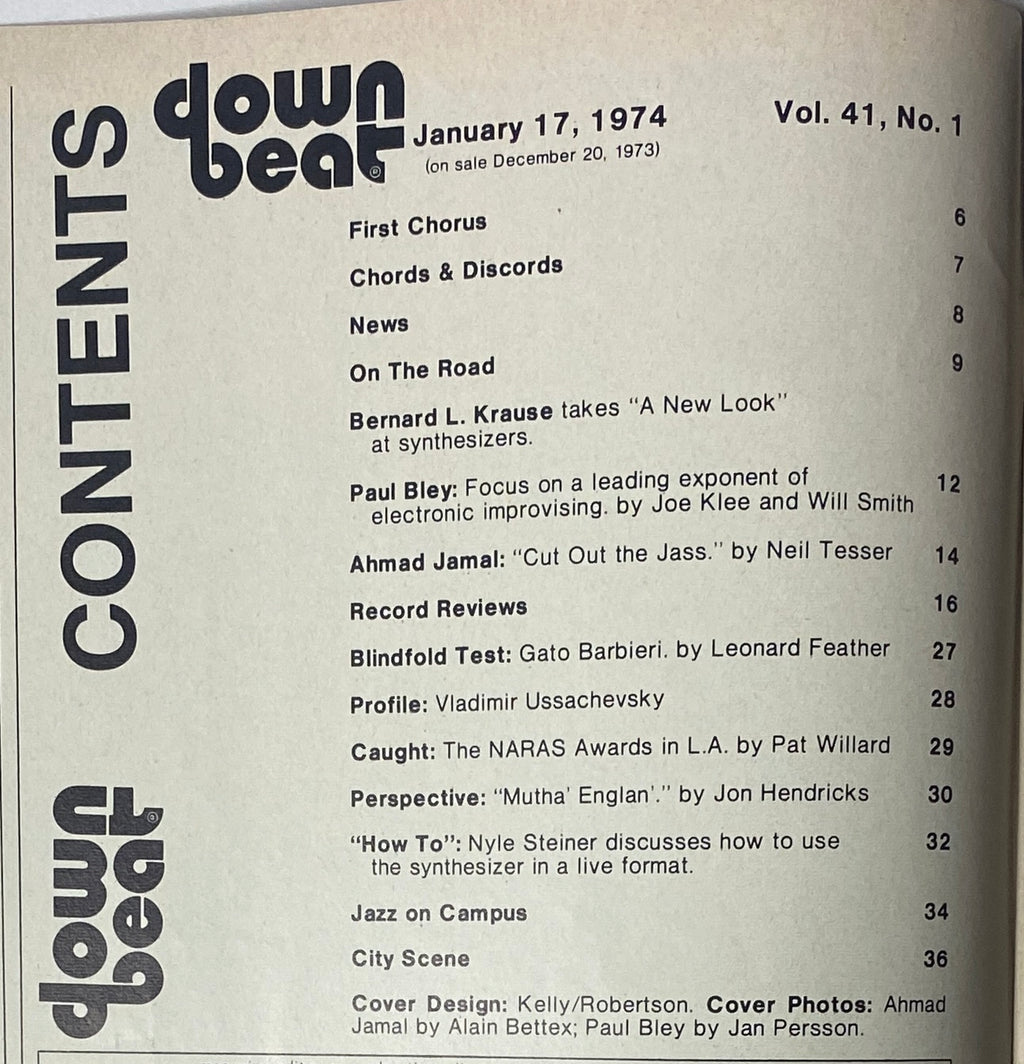 CONTENTS
down
beat®
January 17, 1974
(on sale December 20, 1973)
Vol. 41, No. 1
First Chorus 6
Chords & Discords 7
News 8
On The Road 9
Bernard L. Krause takes "A New Look"
at synthesizers.
Paul Bley: Focus on a leading exponent of 12
electronic improvising. by Joe Klee and Will Smith
Ahmad Jamal: "Cut Out the Jass." by Neil Tesser 14
Record Reviews 16
Blindfold Test: Gato Barbieri. by Leonard Feather 27
Profile: Vladimir Ussachevsky 28
Caught: The NARAS Awards in L.A. by Pat Willard 29
Perspective: "Mutha' Englan'." by Jon Hendricks 30
"How To": Nyle Steiner discusses how to use 32
the synthesizer in a live format.
Jazz on Campus 34
City Scene 36
Cover Design: Kelly/Robertson. Cover Photos: Ahmad
Jamal by Alain Bettex; Paul Bley by Jan Persson.
down
beat®